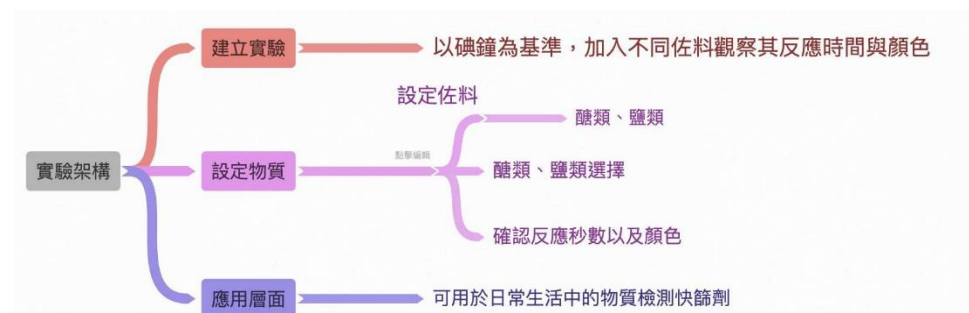 建立實驗
以碘鐘為基準，加入不同佐料觀察其反應時間與顏色
設定佐料
醣類、鹽類
點擊編輯
實驗架構
設定物質
醣類、鹽類選擇
確認反應秒數以及顏色
應用層面
可用於日常生活中的物質檢測快篩劑